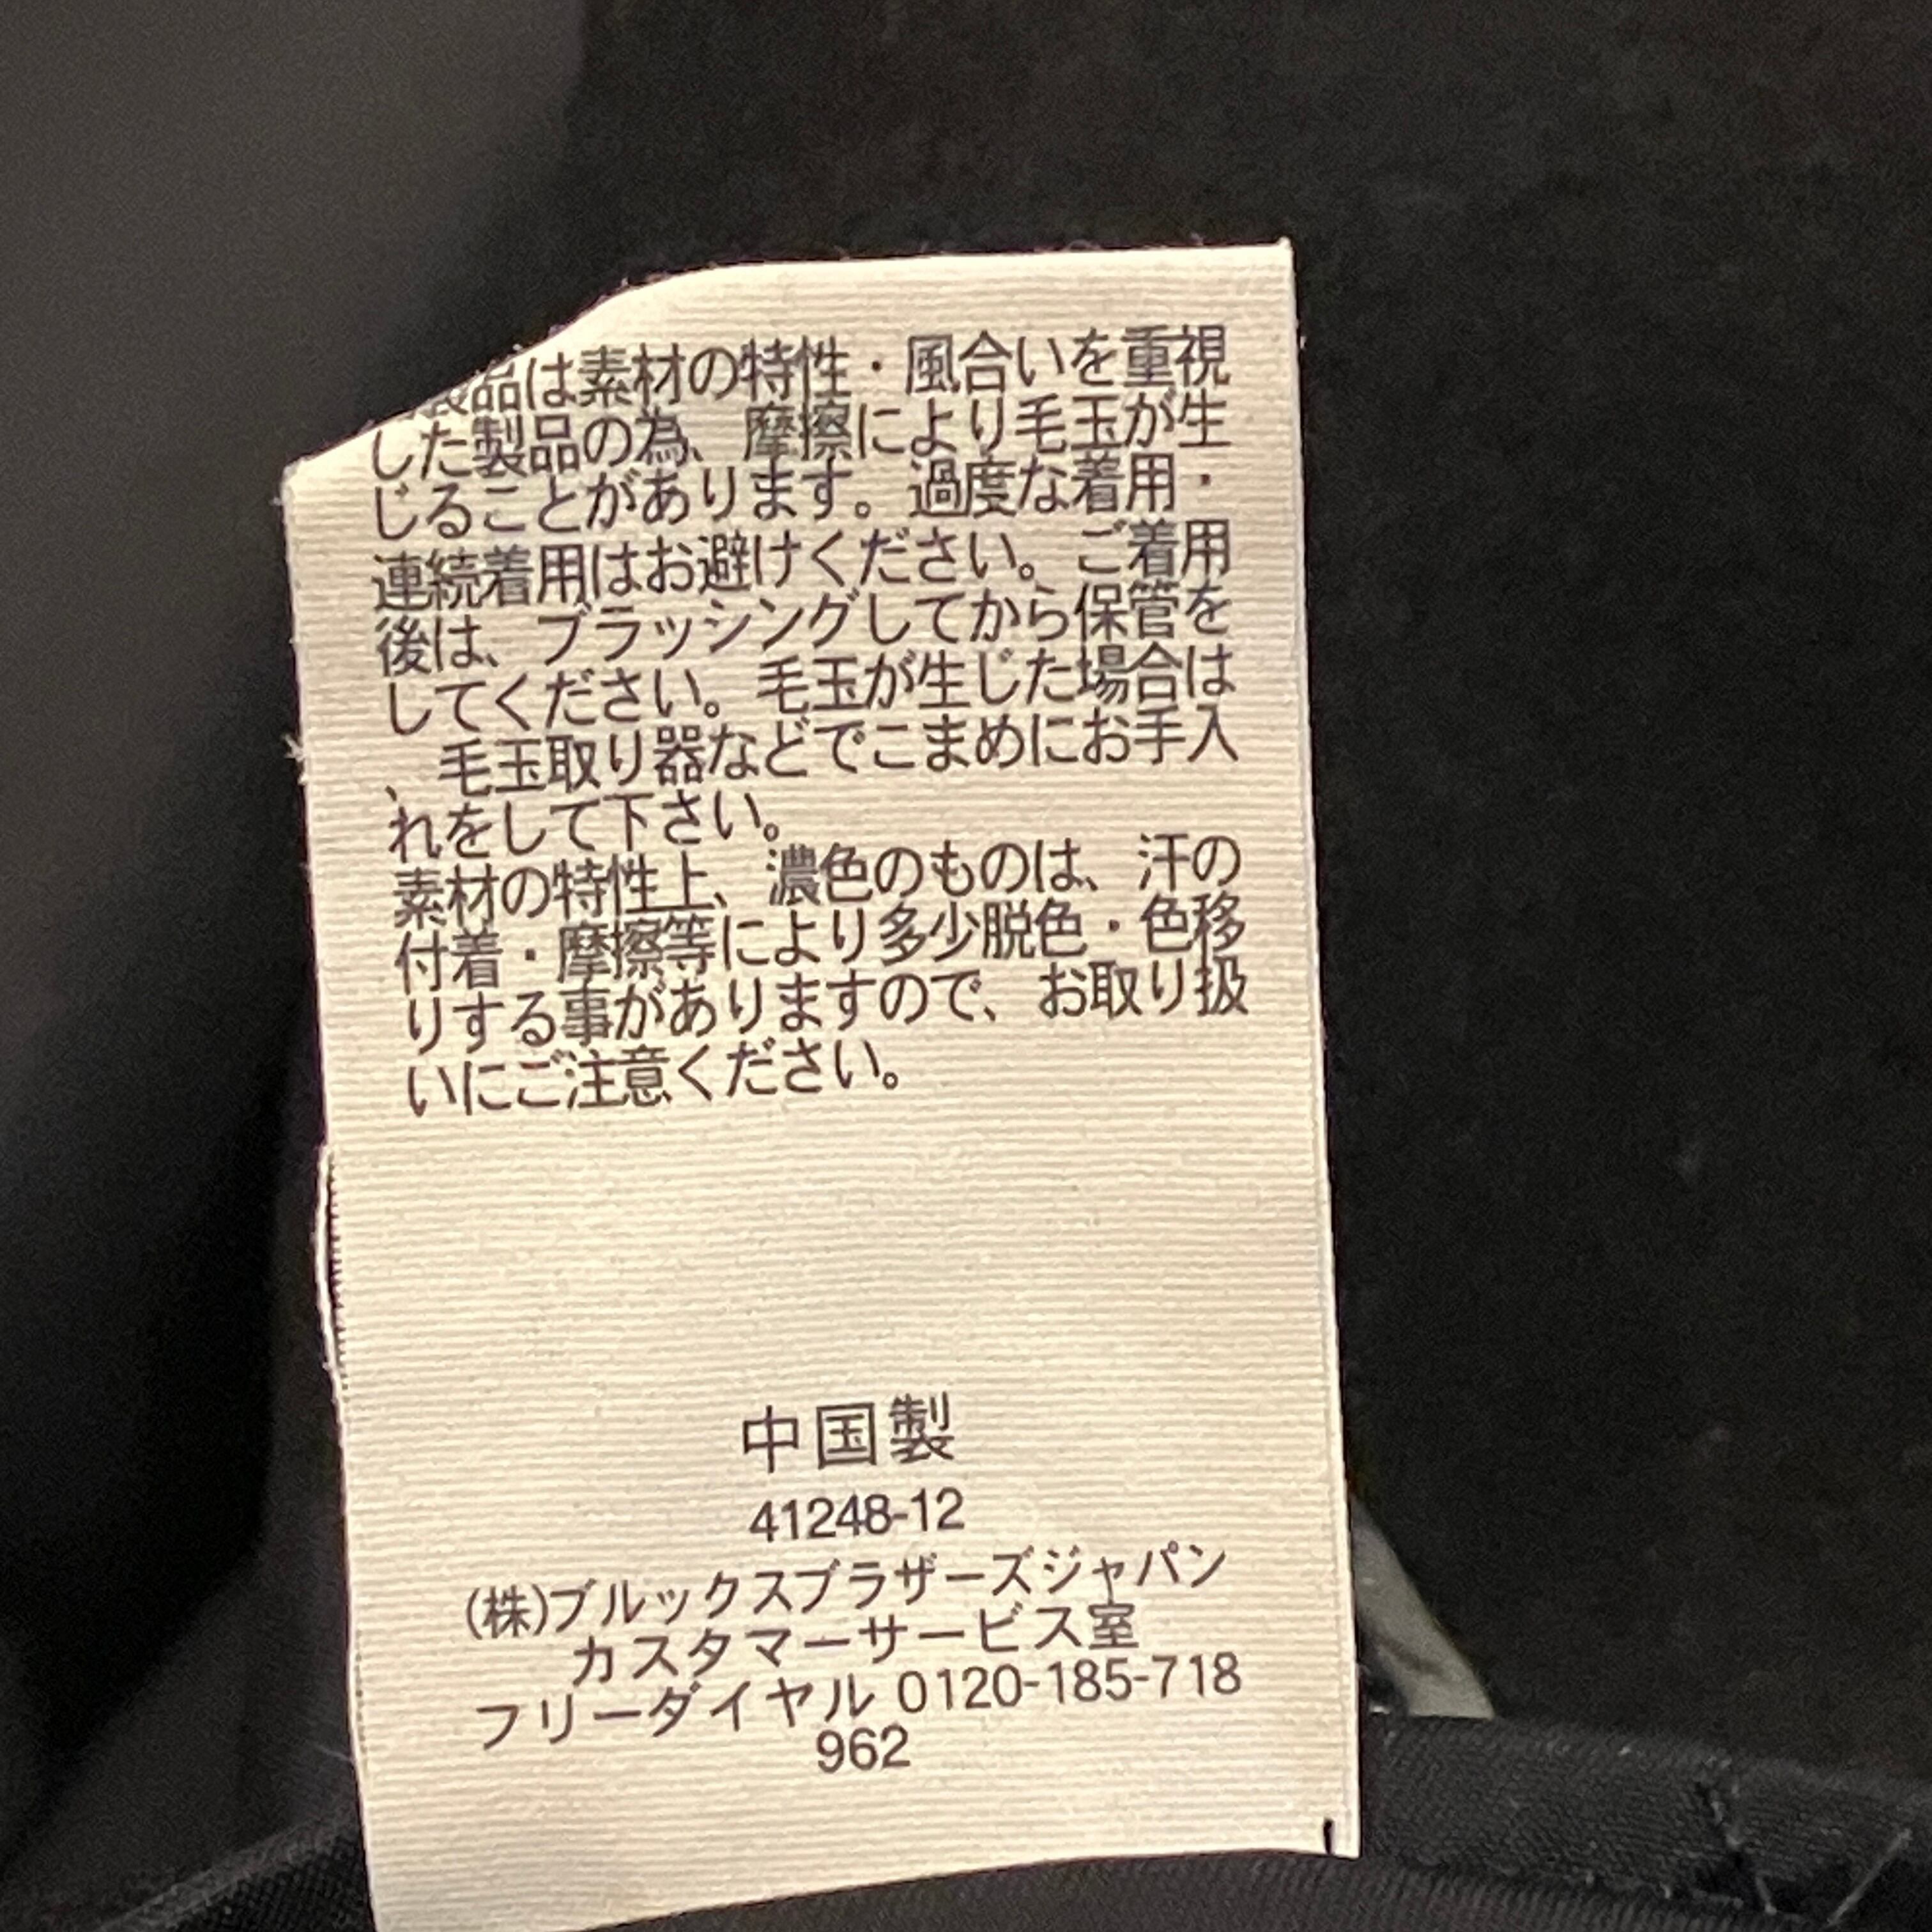 製品は素材の特性・風合いを重視
した製品の為、摩擦により毛玉が生
じることがあります。過度な着用・
連続着用はお避けください。ご着用
後は、ブラッシングしてから保管を
してください。毛玉が生じた場合は
、毛玉取り器などでこまめにお手入
れをして下さい。
素材の特性上、濃色のものは、汗の
付着・摩擦等により多少脱色・色移
りする事がありますので、お取り扱
いにご注意ください。
中国製
41248-12
(株)ブルックスブラザーズジャパン
カスタマーサービス室
フリーダイヤル 0120-185-718
962